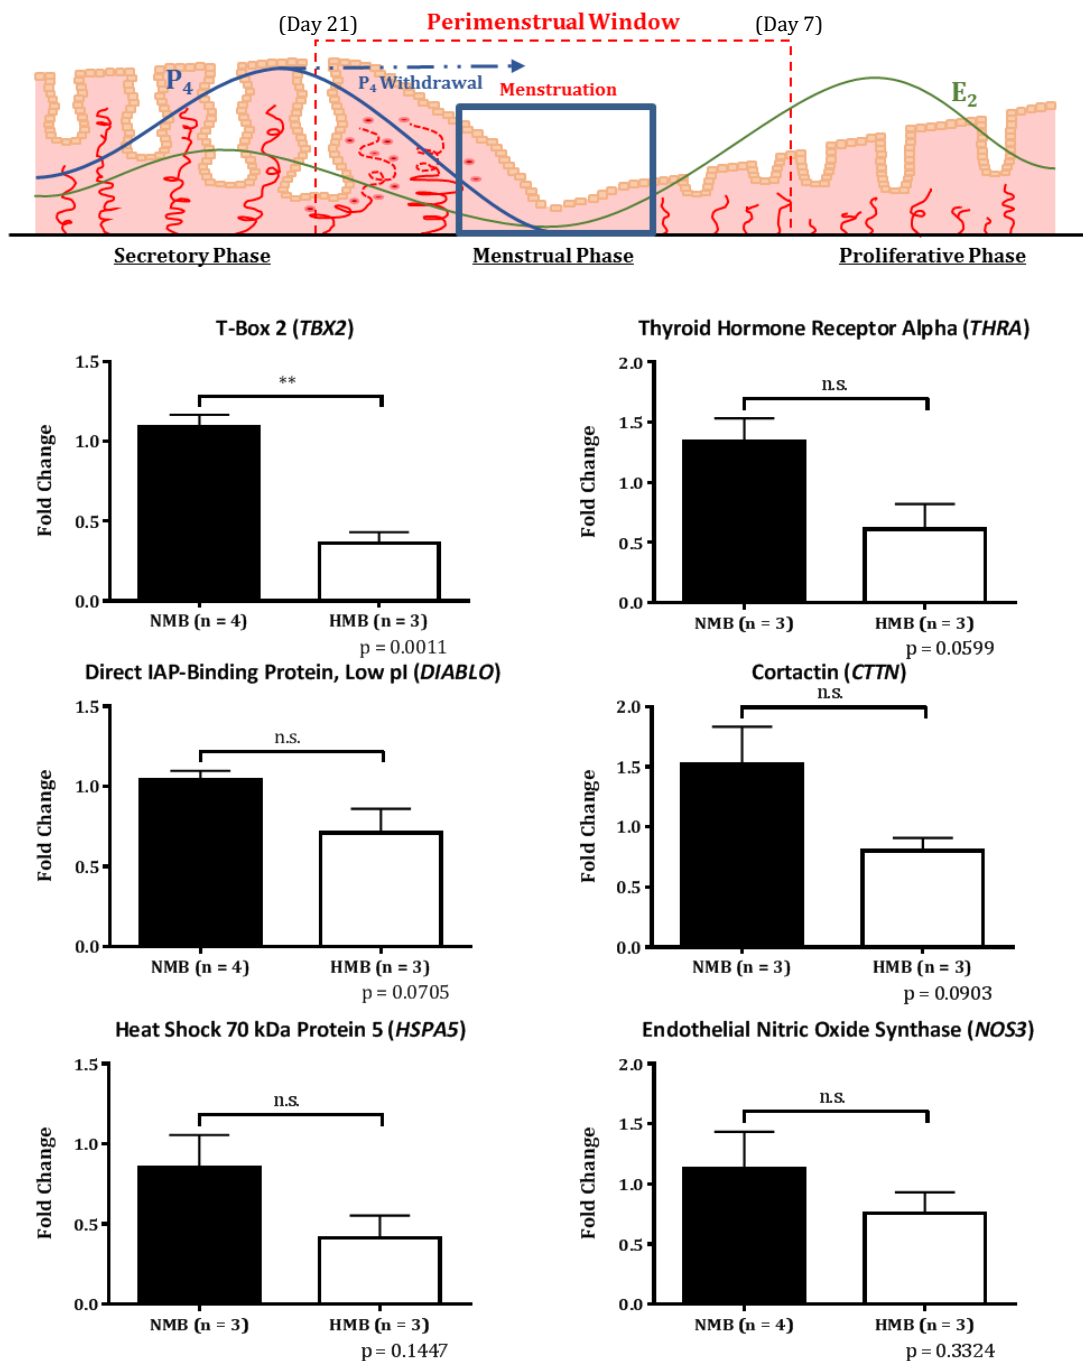 (Day 21) Perimenstrual Window (Day 7)
P4 P4 Withdrawal E2
Menstruation
Secretory Phase Menstrual Phase Proliferative Phase
T-Box 2 (TBX2)
1.5
1.0
0.5
0.0
Fold Change
**
NMB (n = 4) HMB (n = 3)
p = 0.0011
Thyroid Hormone Receptor Alpha (THRA)
2.0
1.5
1.0
0.5
0.0
Fold Change
n.s.
NMB (n = 3) HMB (n = 3)
p = 0.0599
Direct IAP-Binding Protein, Low pI (DIABLO)
1.5
1.0
0.5
0.0
Fold Change
n.s.
NMB (n = 4) HMB (n = 3)
p = 0.0705
Cortactin (CTTN)
2.0
1.5
1.0
0.5
0.0
Fold Change
n.s.
NMB (n = 3) HMB (n = 3)
p = 0.0903
Heat Shock 70 kDa Protein 5 (HSPA5)
1.5
1.0
0.5
0.0
Fold Change
n.s.
NMB (n = 3) HMB (n = 3)
p = 0.1447
Endothelial Nitric Oxide Synthase (NOS3)
2.0
1.5
1.0
0.5
0.0
Fold Change
n.s.
NMB (n = 4) HMB (n = 3)
p = 0.3324